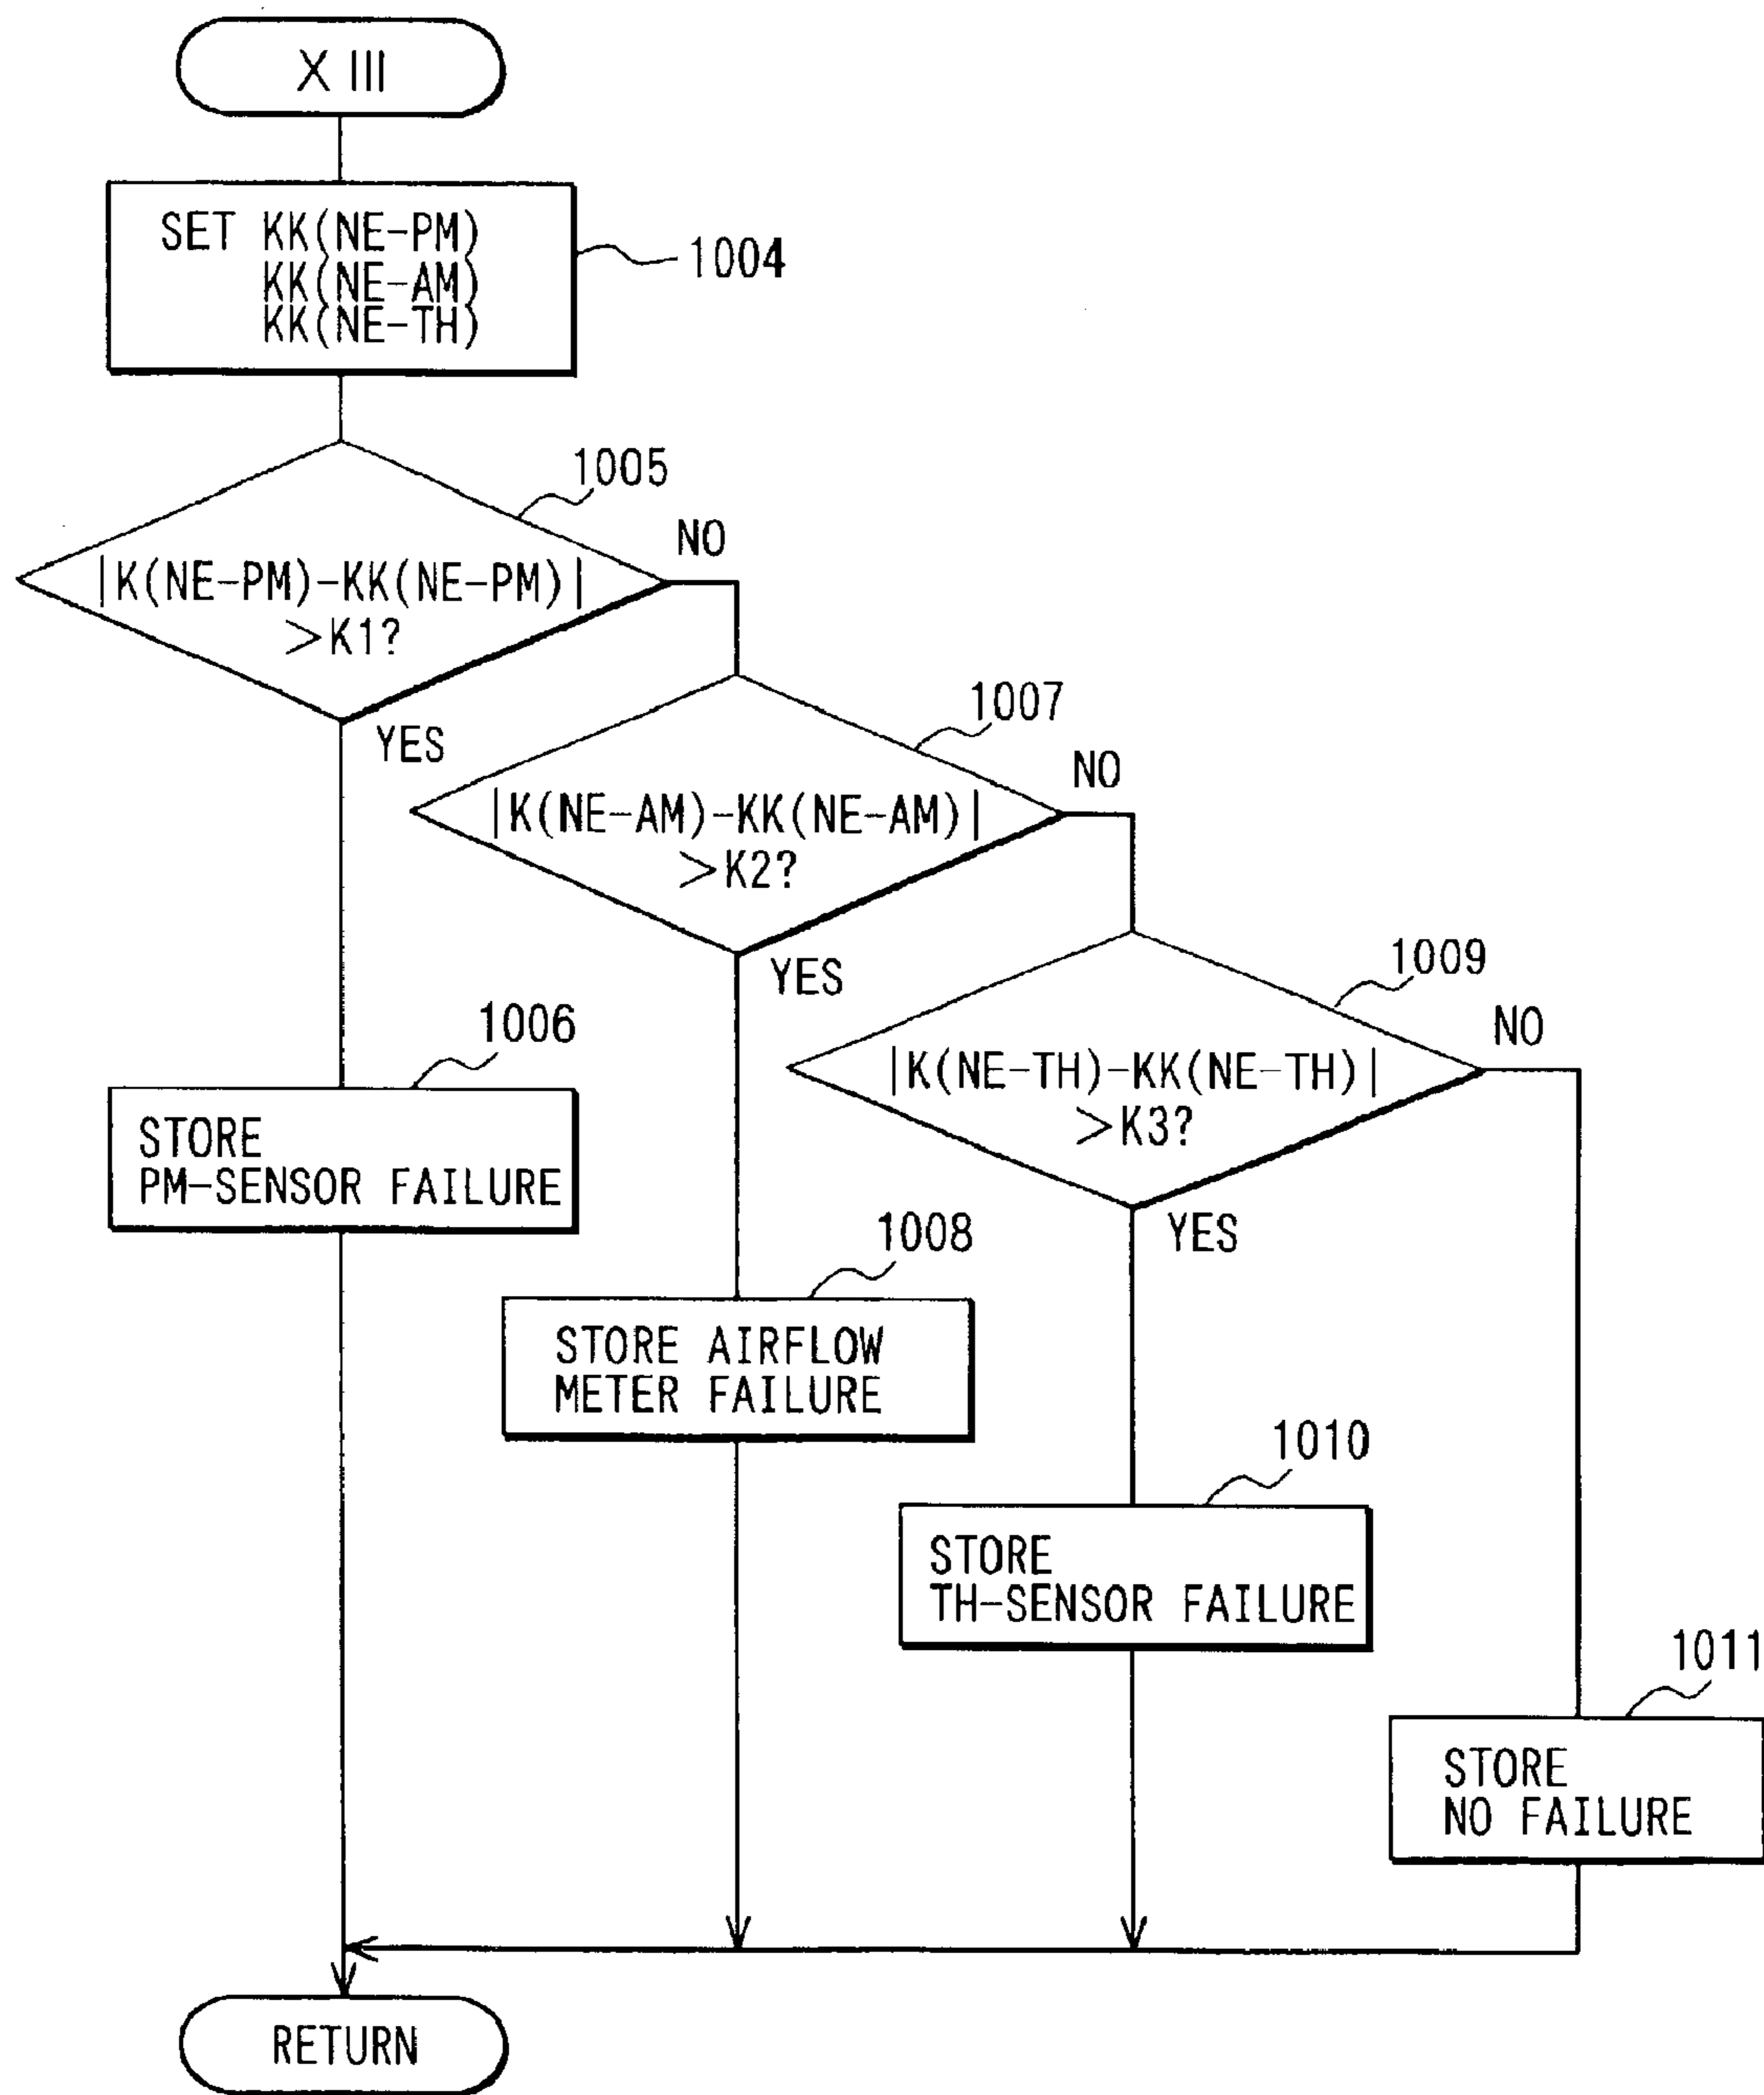 X III
SET KK(NE-PM)
KK(NE-AM)
KK(NE-TH)
1004
1005
|K(NE-PM)-KK(NE-PM)|
>K1?
NO
YES
1007
|K(NE-AM)-KK(NE-AM)|
>K2?
NO
YES
1009
|K(NE-TH)-KK(NE-TH)|
>K3?
NO
YES
1006
STORE
PM-SENSOR FAILURE
1008
STORE AIRFLOW
METER FAILURE
1010
STORE
TH-SENSOR FAILURE
1011
STORE
NO FAILURE
RETURN